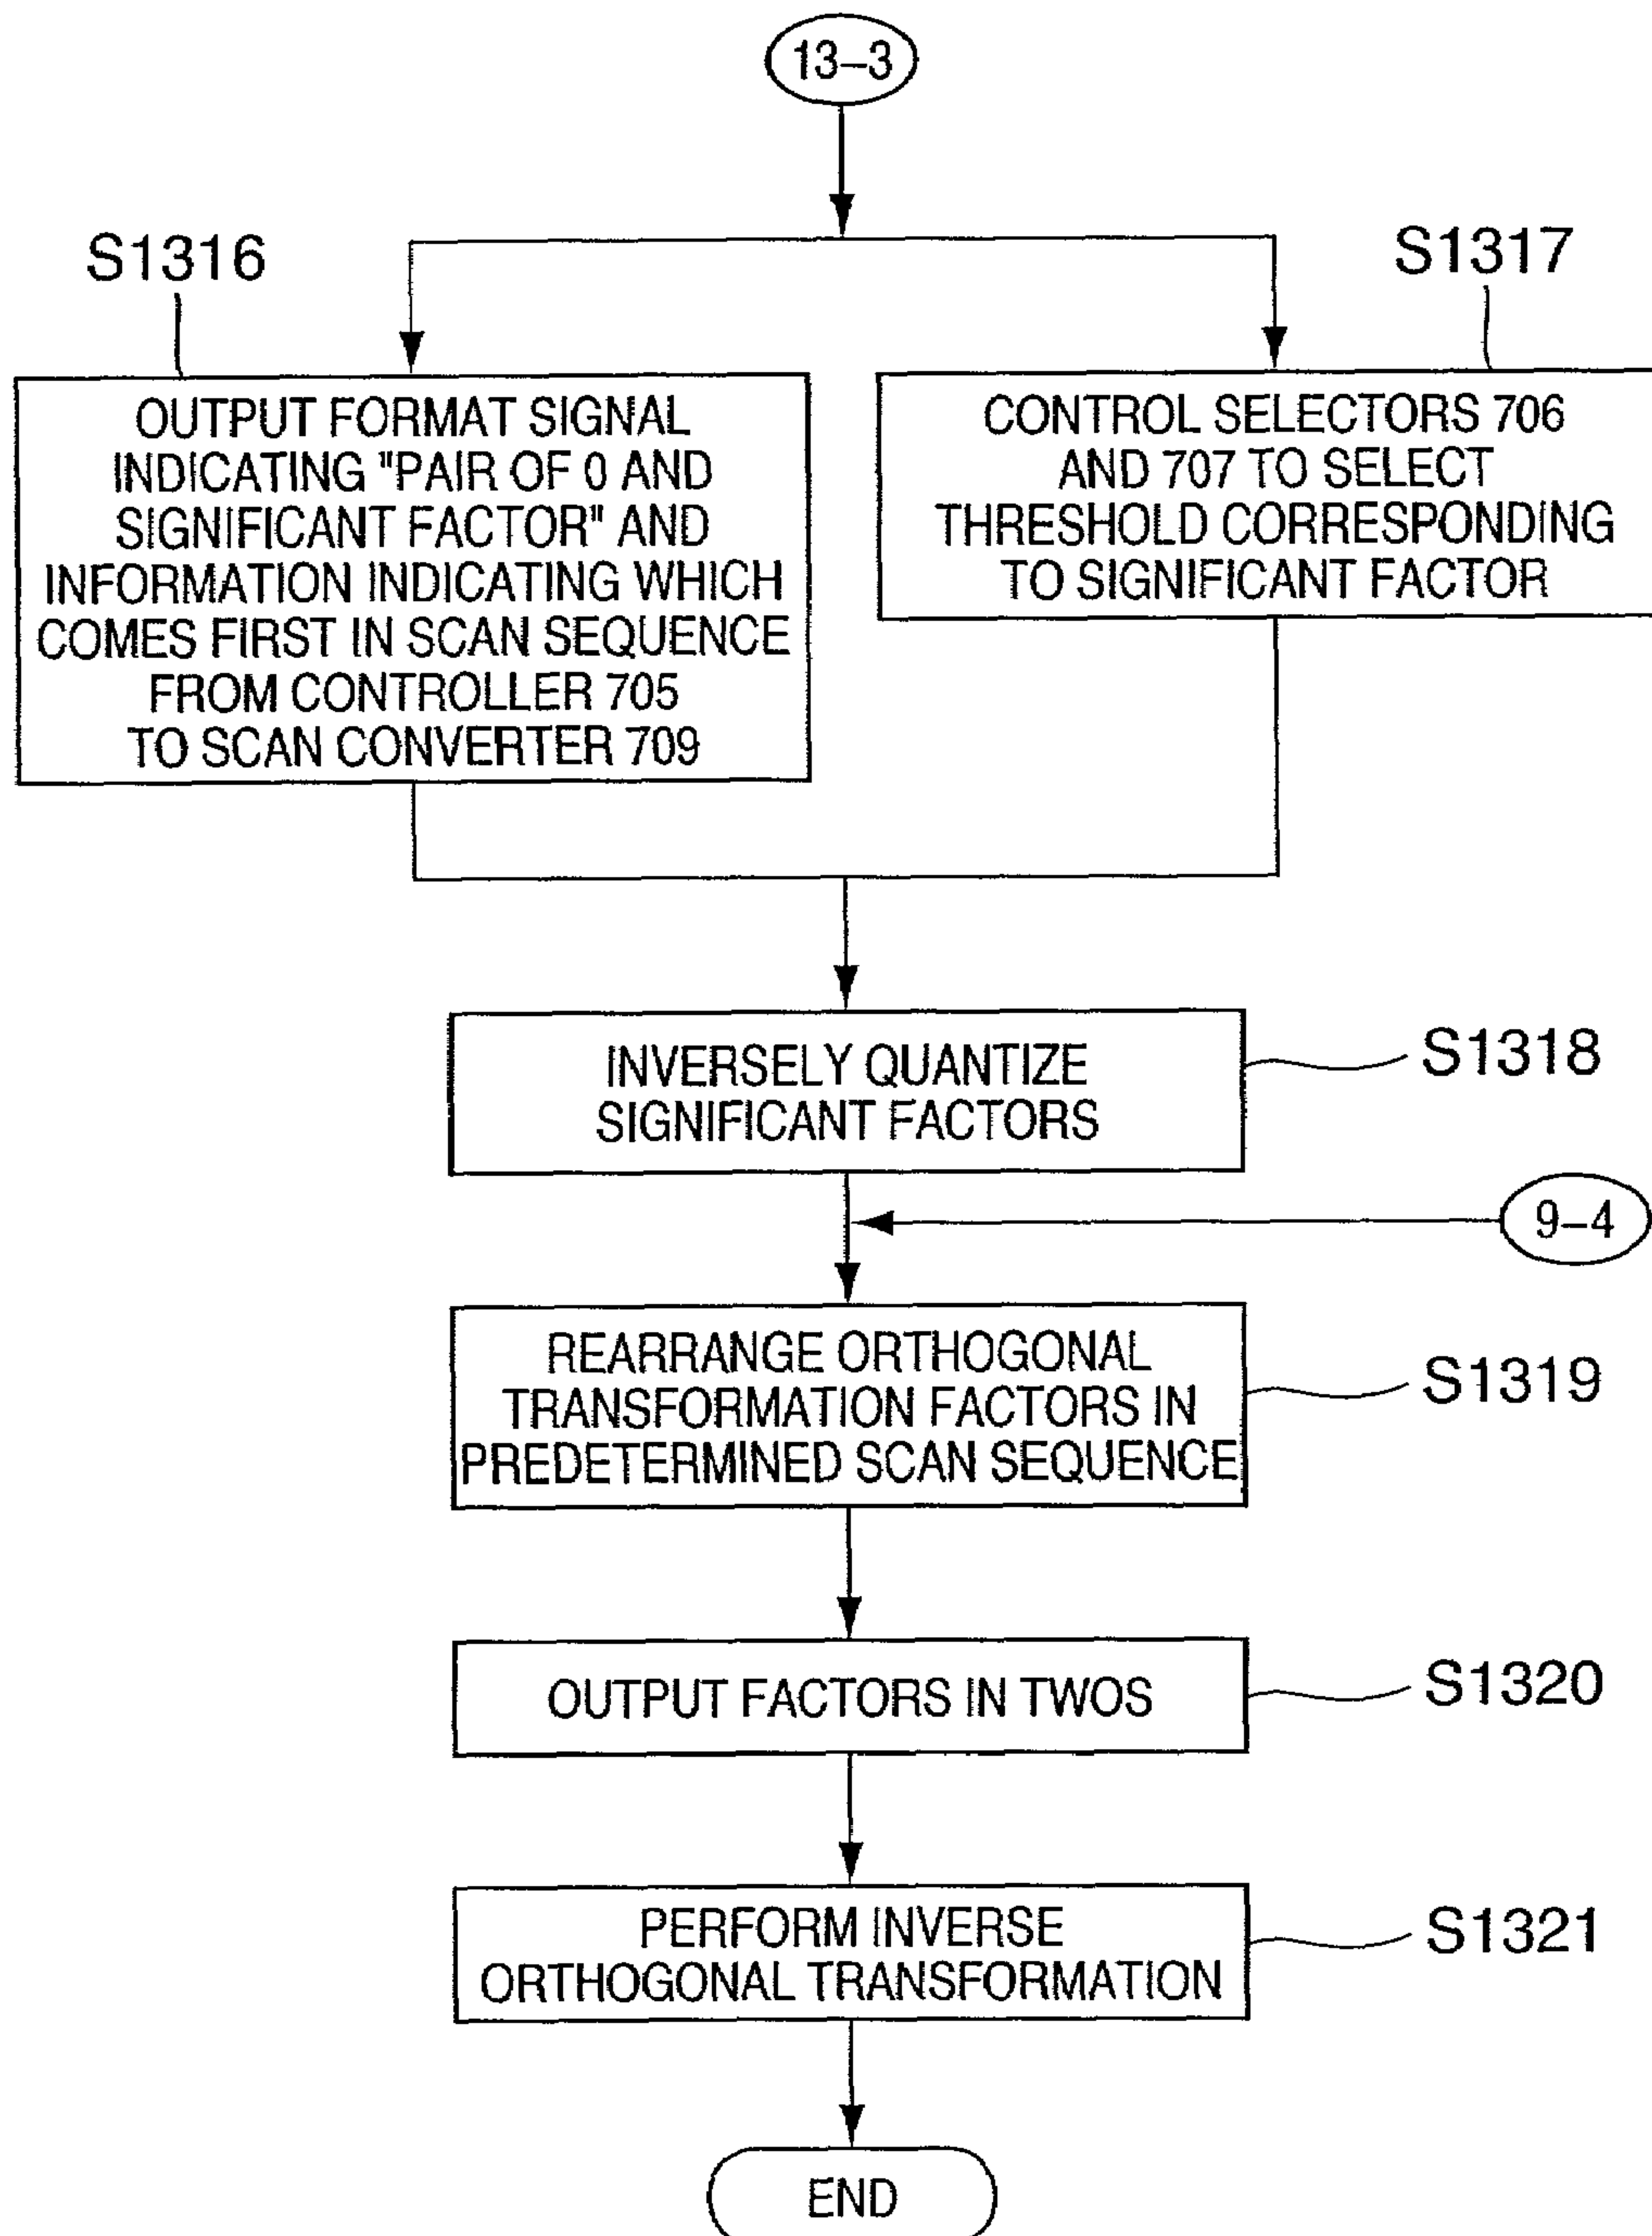 13-3
S1316
S1317
OUTPUT FORMAT SIGNAL
INDICATING "PAIR OF 0 AND
SIGNIFICANT FACTOR" AND
INFORMATION INDICATING WHICH
COMES FIRST IN SCAN SEQUENCE
FROM CONTROLLER 705
TO SCAN CONVERTER 709
CONTROL SELECTORS 706
AND 707 TO SELECT
THRESHOLD CORRESPONDING
TO SIGNIFICANT FACTOR
INVERSELY QUANTIZE
SIGNIFICANT FACTORS
S1318
9-4
REARRANGE ORTHOGONAL
TRANSFORMATION FACTORS IN
PREDETERMINED SCAN SEQUENCE
S1319
OUTPUT FACTORS IN TWOS
S1320
PERFORM INVERSE
ORTHOGONAL TRANSFORMATION
S1321
END